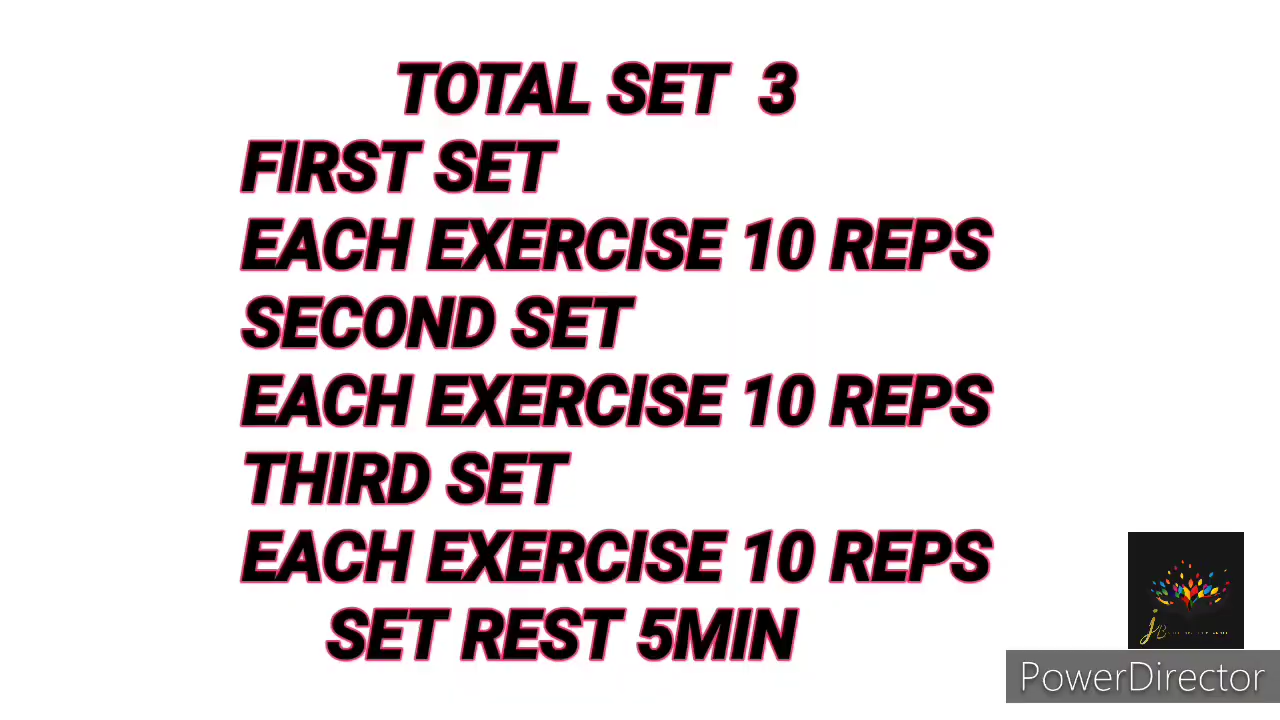 TOTAL SET 3
FIRST SET
EACH EXERCISE 10 REPS
SECOND SET
EACH EXERCISE 10 REPS
THIRD SET
EACH EXERCISE 10 REPS
SET REST 5MIN
PowerDirector